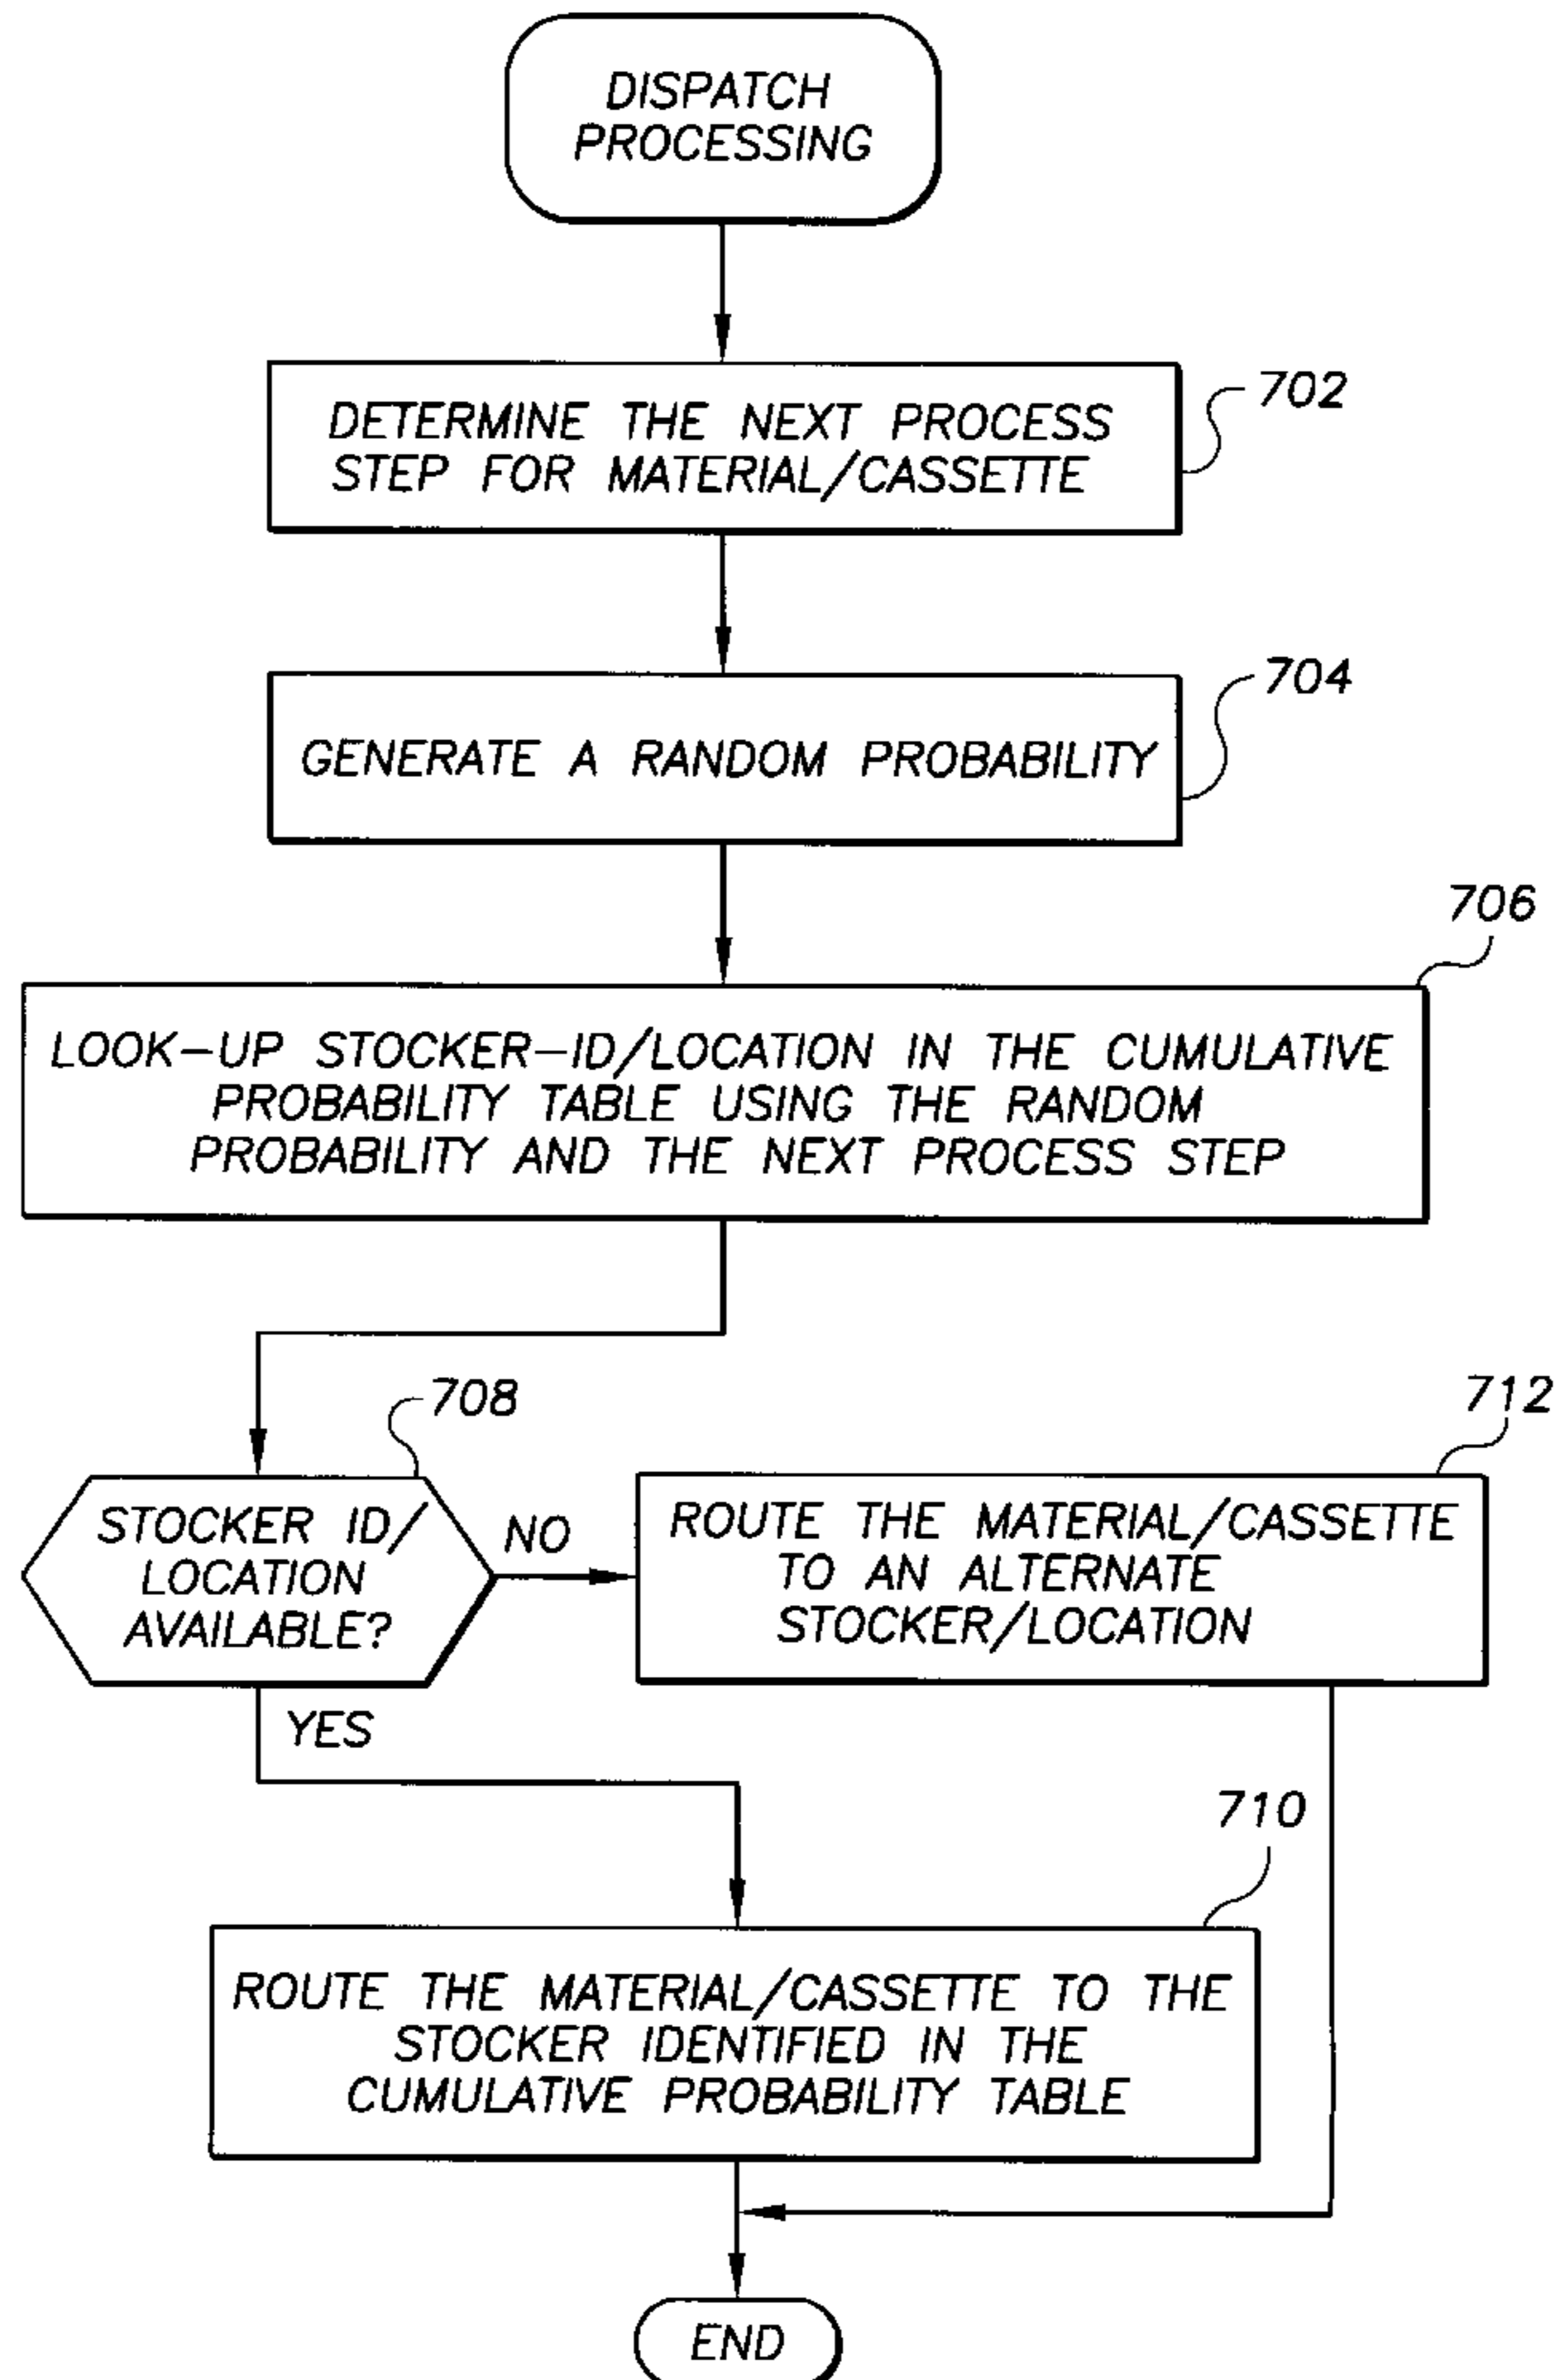 DISPATCH
PROCESSING
702
DETERMINE THE NEXT PROCESS
STEP FOR MATERIAL/CASSETTE
704
GENERATE A RANDOM PROBABILITY
706
LOOK-UP STOCKER-ID/LOCATION IN THE CUMULATIVE
PROBABILITY TABLE USING THE RANDOM
PROBABILITY AND THE NEXT PROCESS STEP
708
STOCKER ID/
LOCATION
AVAILABLE?
NO
712
ROUTE THE MATERIAL/CASSETTE
TO AN ALTERNATE
STOCKER/LOCATION
YES
710
ROUTE THE MATERIAL/CASSETTE TO THE
STOCKER IDENTIFIED IN THE
CUMULATIVE PROBABILITY TABLE
END